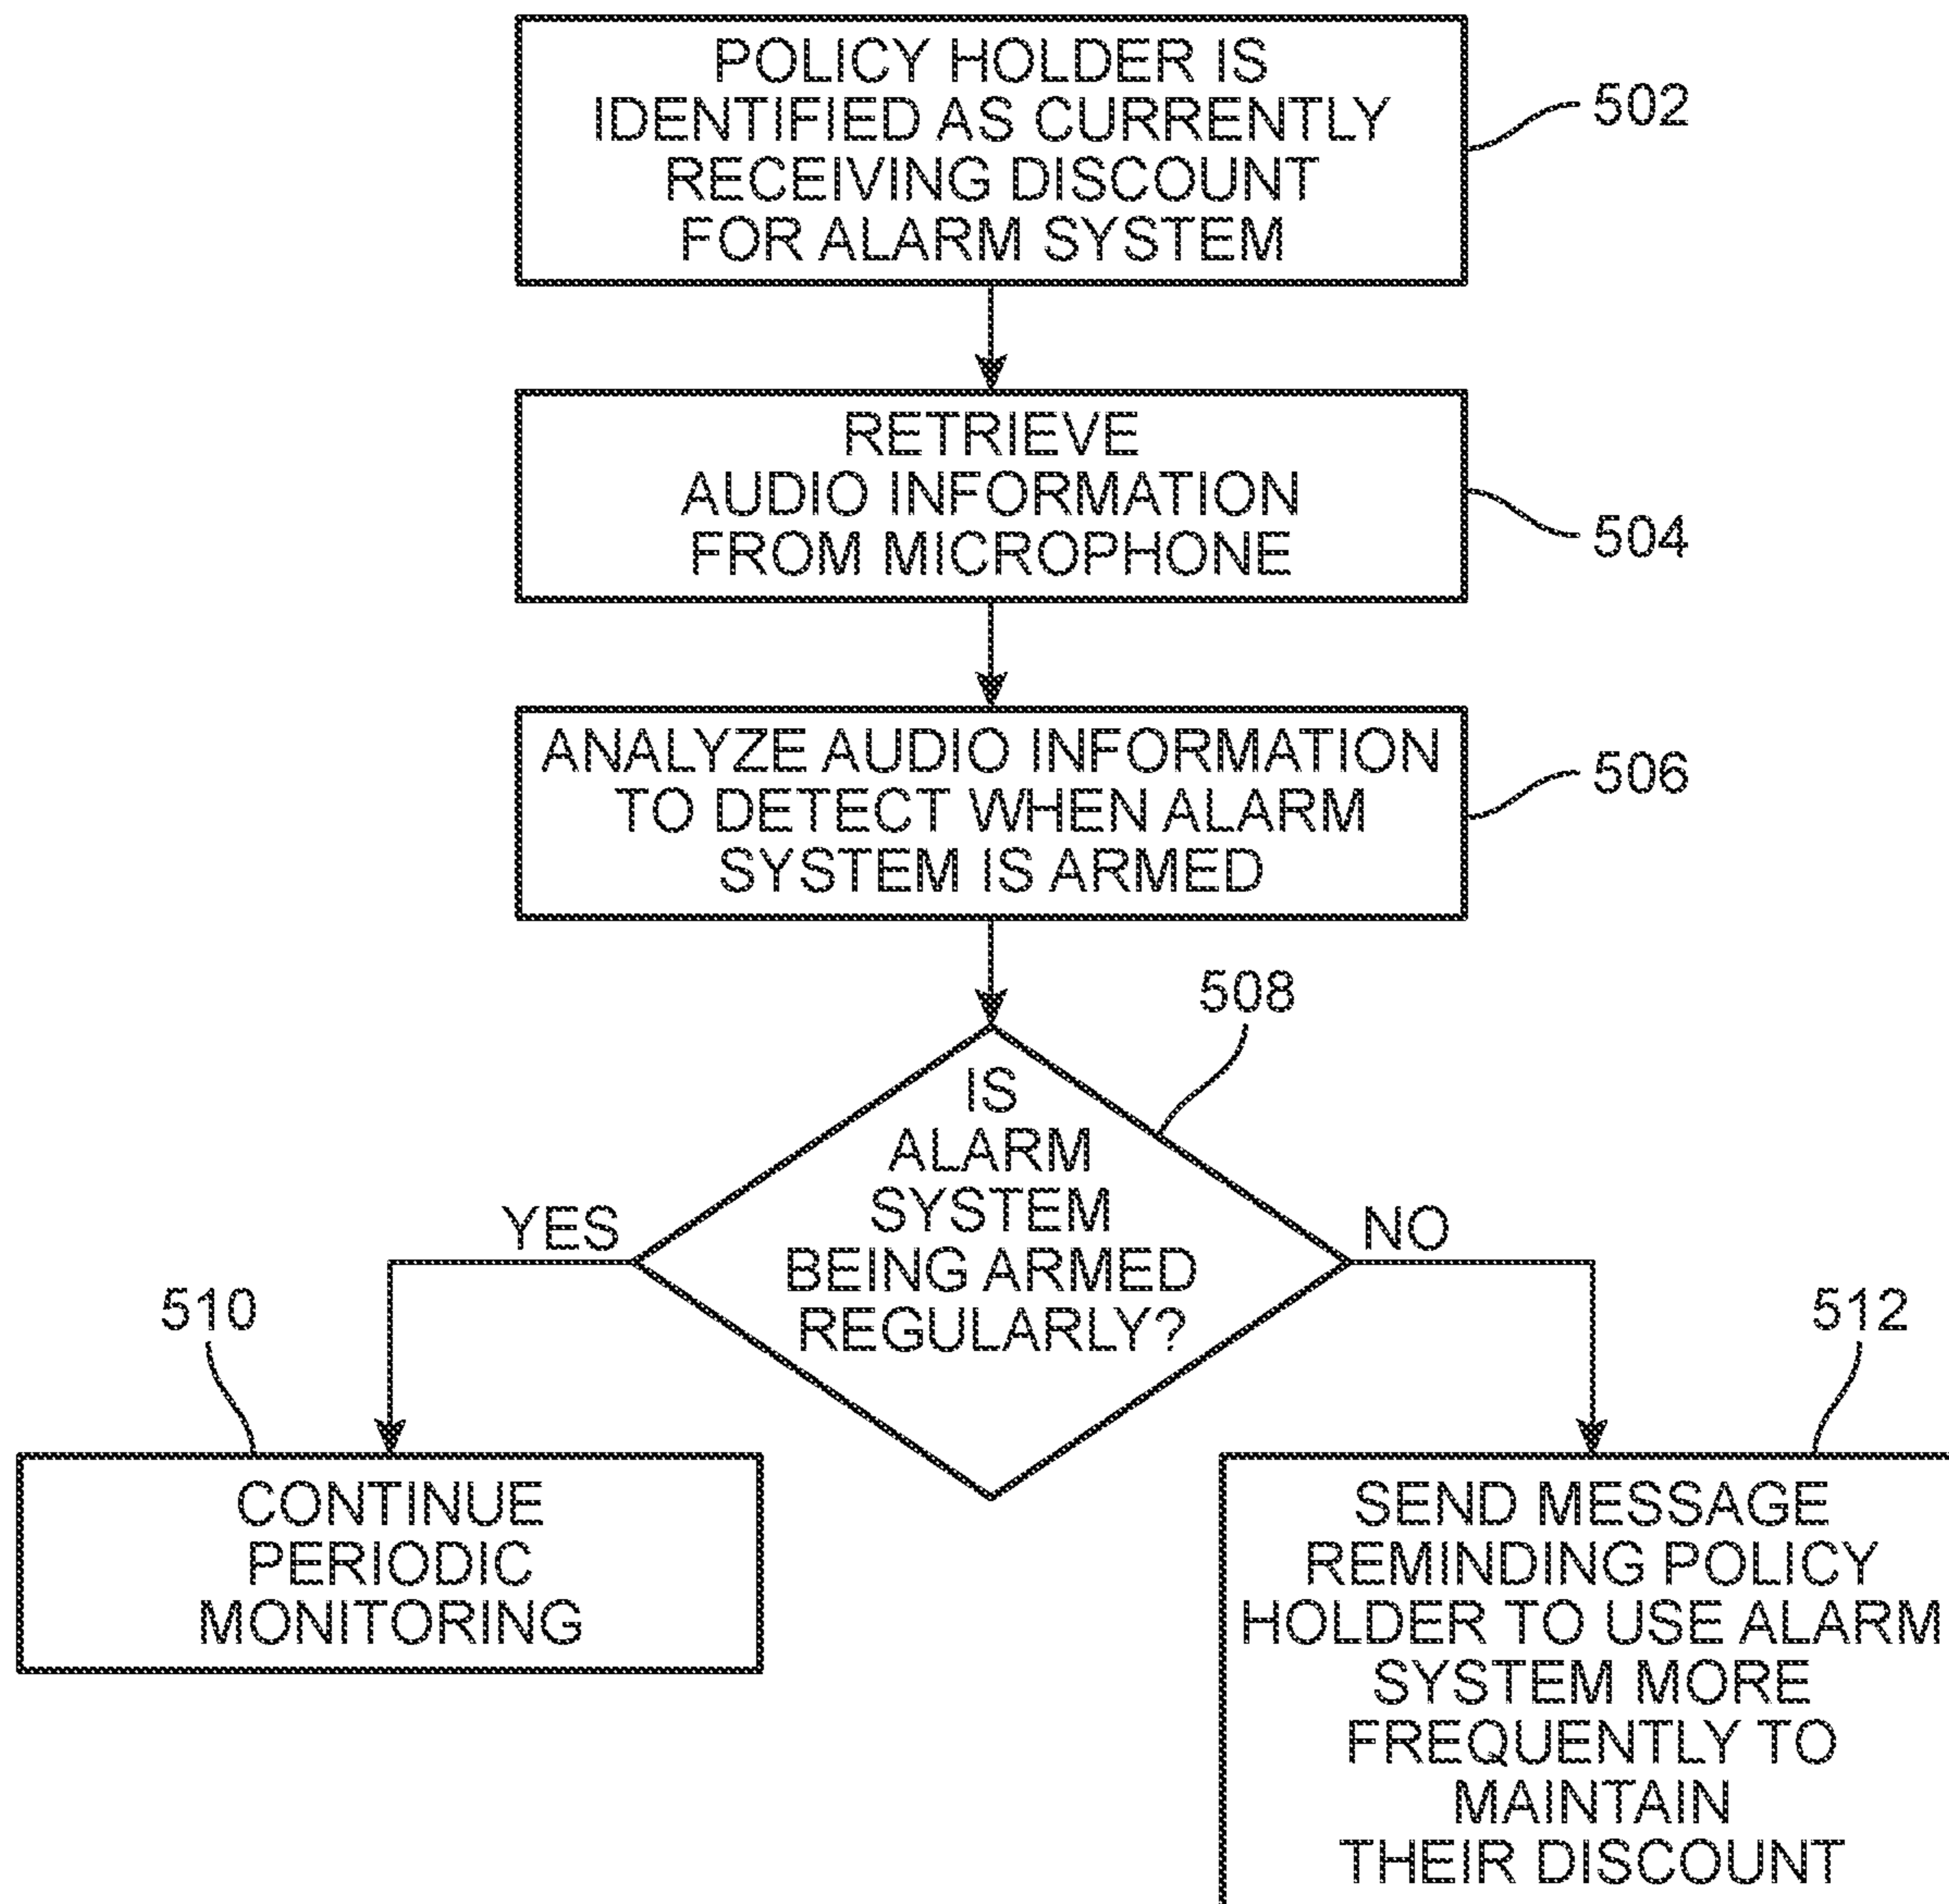 POLICY HOLDER IS
IDENTIFIED AS CURRENTLY
RECEIVING DISCOUNT
FOR ALARM SYSTEM
502
RETRIEVE
AUDIO INFORMATION
FROM MICROPHONE
504
ANALYZE AUDIO INFORMATION
TO DETECT WHEN ALARM
SYSTEM IS ARMED
506
508
IS
ALARM
SYSTEM
BEING ARMED
REGULARLY?
YES
NO
510
CONTINUE
PERIODIC
MONITORING
512
SEND MESSAGE
REMINDING POLICY
HOLDER TO USE ALARM
SYSTEM MORE
FREQUENTLY TO
MAINTAIN
THEIR DISCOUNT